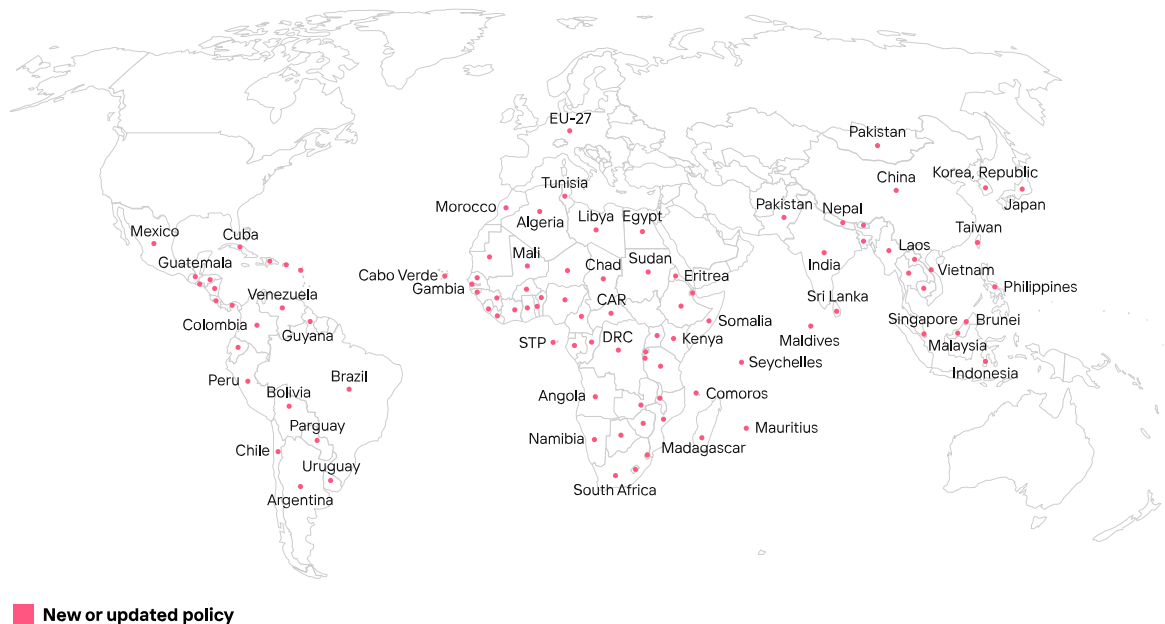 EU-27
Pakistan
Korea, Republic
China
Japan
Tunisia
Morocco
Algeria
Libya
Egypt
Pakistan
Nepal
Mexico
Cuba
Taiwan
Guatemala
Mali
Chad
Sudan
India
Laos
Cabo Verde
Gambia
Eritrea
Vietnam
Venezuela
CAR
Sri Lanka
Philippines
Colombia
Guyana
Somalia
Singapore
Brunei
STP
DRC
Kenya
Maldives
Malaysia
Seychelles
Indonesia
Peru
Brazil
Bolivia
Angola
Comoros
Parguay
Namibia
Mauritius
Chile
Madagascar
Uruguay
South Africa
Argentina
New or updated policy